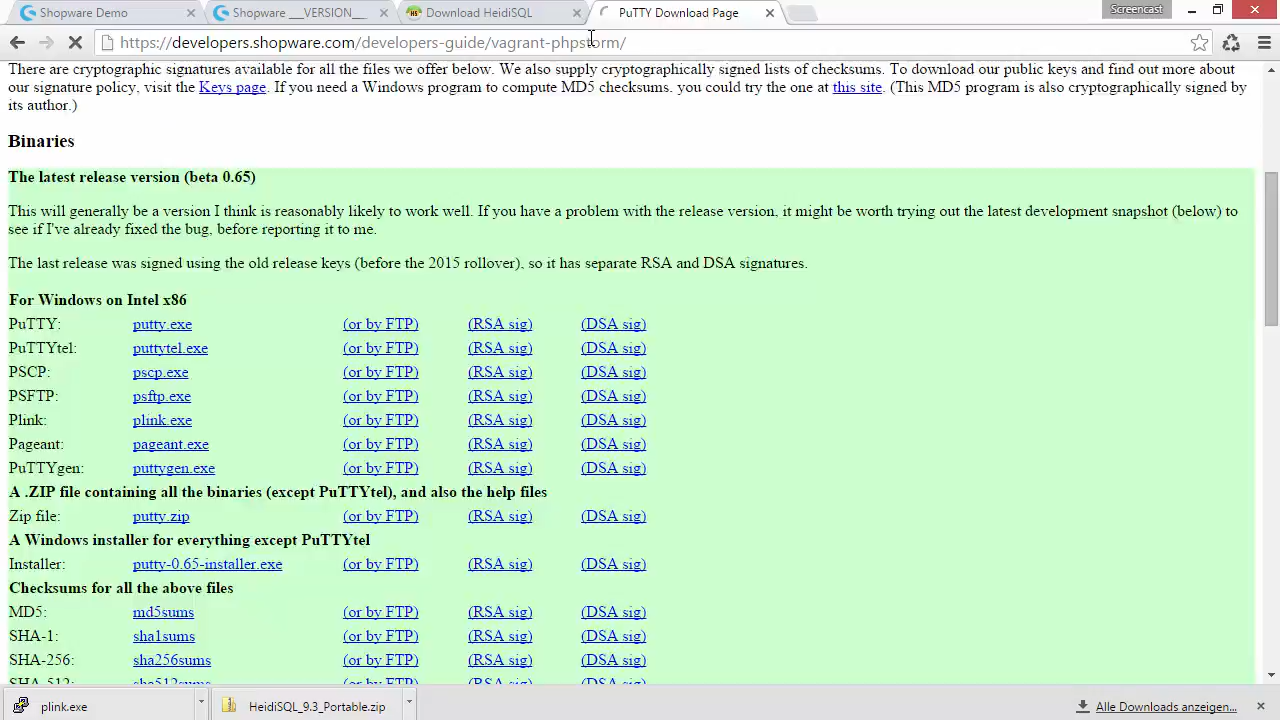 Shopware Demo
Shopware ___VERSION___
Download HeidiSQL
PuTTY Download Page
Screencast
https://developers.shopware.com/developers-guide/vagrant-phpstorm/
There are cryptographic signatures available for all the files we offer below. We also supply cryptographically signed lists of checksums. To download our public keys and find out more about
our signature policy, visit the Keys page. If you need a Windows program to compute MD5 checksums, you could try the one at this site. (This MD5 program is also cryptographically signed by
its author.)
Binaries
The latest release version (beta 0.65)
This will generally be a version I think is reasonably likely to work well. If you have a problem with the release version, it might be worth trying out the latest development snapshot (below) to
see if I've already fixed the bug, before reporting it to me.
The last release was signed using the old release keys (before the 2015 rollover), so it has separate RSA and DSA signatures.
For Windows on Intel x86
PuTTY: putty.exe (or by FTP) (RSA sig) (DSA sig)
PuTTYtel: puttytel.exe (or by FTP) (RSA sig) (DSA sig)
PSCP: pscp.exe (or by FTP) (RSA sig) (DSA sig)
PSFTP: psftp.exe (or by FTP) (RSA sig) (DSA sig)
Plink: plink.exe (or by FTP) (RSA sig) (DSA sig)
Pageant: pageant.exe (or by FTP) (RSA sig) (DSA sig)
PuTTYgen: puttygen.exe (or by FTP) (RSA sig) (DSA sig)
A .ZIP file containing all the binaries (except PuTTYtel), and also the help files
Zip file: putty.zip (or by FTP) (RSA sig) (DSA sig)
A Windows installer for everything except PuTTYtel
Installer: putty-0.65-installer.exe (or by FTP) (RSA sig) (DSA sig)
Checksums for all the above files
MD5: md5sums (or by FTP) (RSA sig) (DSA sig)
SHA-1: sha1sums (or by FTP) (RSA sig) (DSA sig)
SHA-256: sha256sums (or by FTP) (RSA sig) (DSA sig)
SHA-512: sha512sums (or by FTP) (RSA sig) (DSA sig)
plink.exe
HeidiSQL_9.3_Portable.zip
Alle Downloads anzeigen...